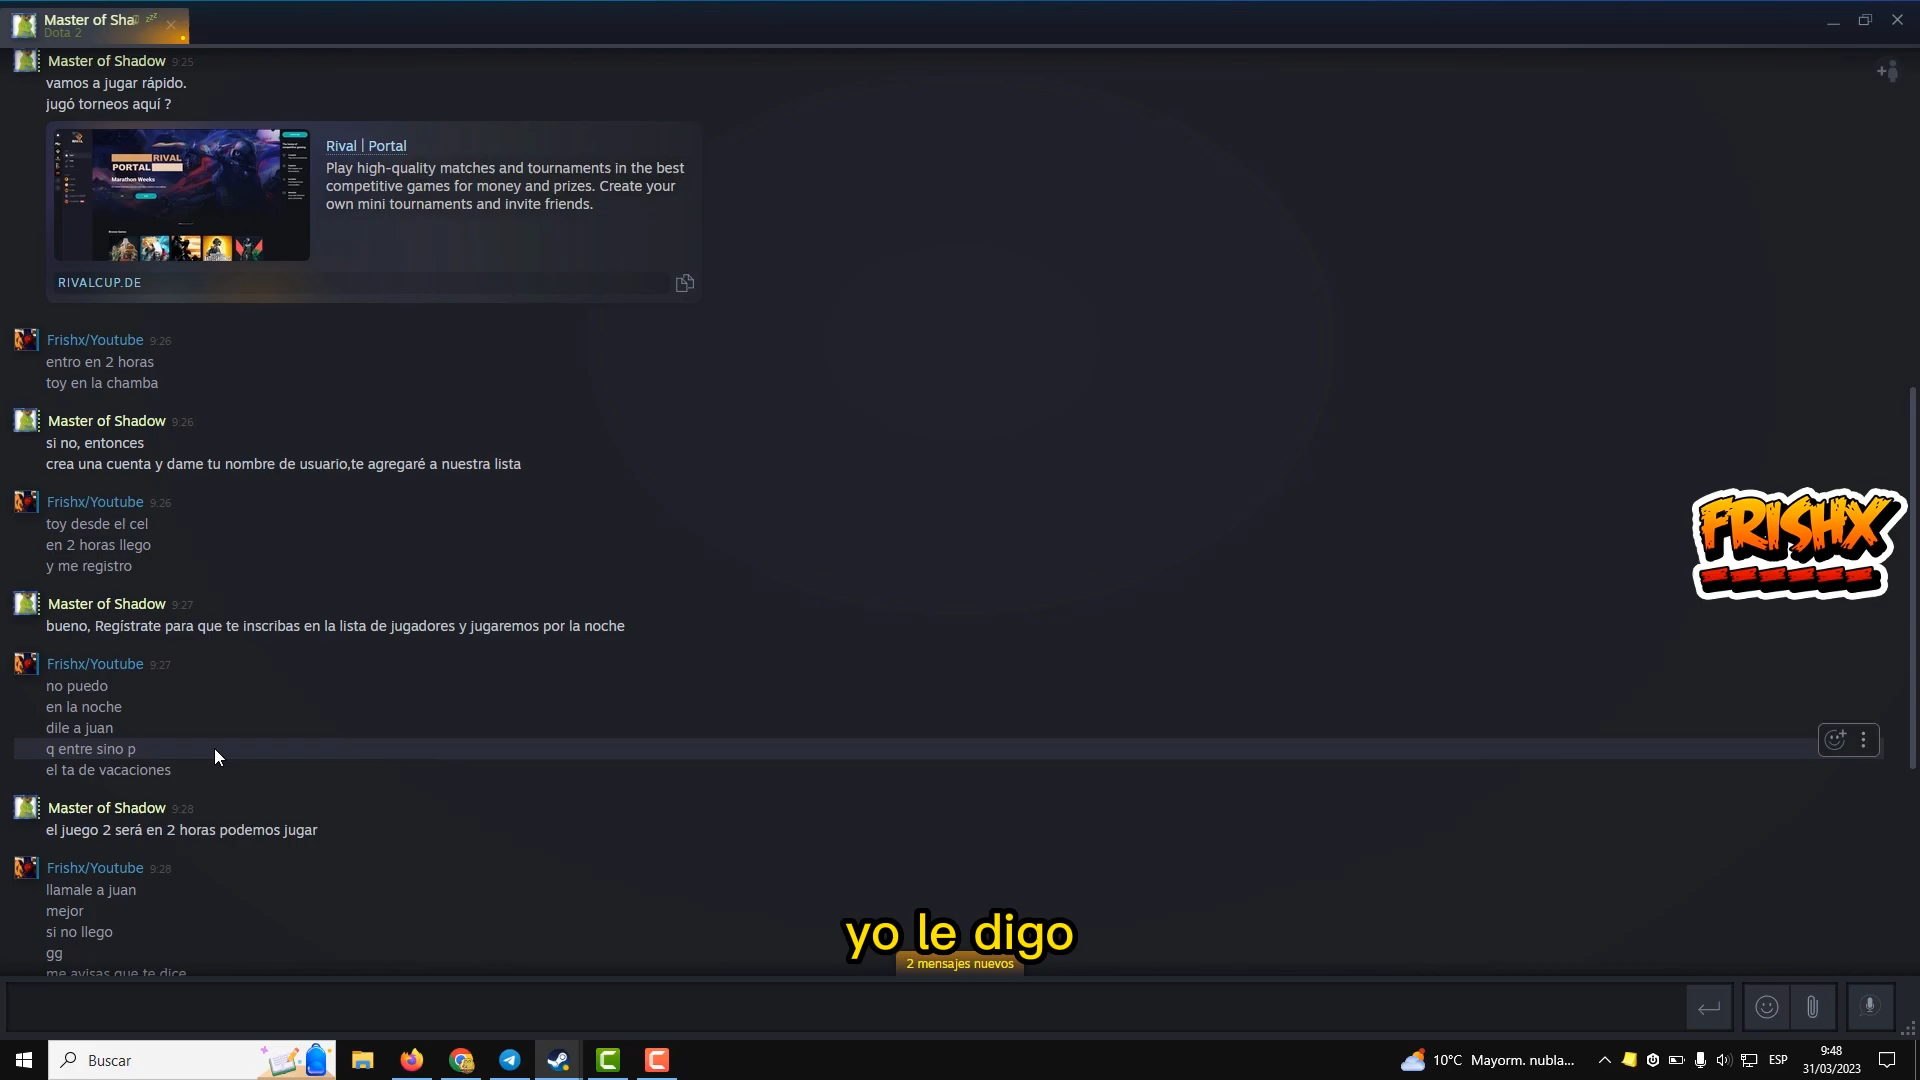 Master of Sha
zzz
Dota 2
Master of Shadow 9:25
vamos a jugar rápido.
jugó torneos aquí ?
RIVAL
PORTAL
Marathon Weeks
Rival | Portal
Play high-quality matches and tournaments in the best
competitive games for money and prizes. Create your
own mini tournaments and invite friends.
RIVALCUP.DE
Frishx/Youtube 9:26
entro en 2 horas
toy en la chamba
Master of Shadow 9:26
si no, entonces
crea una cuenta y dame tu nombre de usuario,te agregaré a nuestra lista
Frishx/Youtube 9:26
toy desde el cel
en 2 horas llego
y me registro
FRISHX
Master of Shadow 9:27
bueno, Regístrate para que te inscribas en la lista de jugadores y jugaremos por la noche
Frishx/Youtube 9:27
no puedo
en la noche
dile a juan
q entre sino p
el ta de vacaciones
Master of Shadow 9:28
el juego 2 será en 2 horas podemos jugar
Frishx/Youtube 9:28
llamale a juan
mejor
si no llego
gg
me avisas que te dice
yo le digo
2 mensajes nuevos
Buscar
10°C Mayorm. nubla...
ESP
9:48
31/03/2023